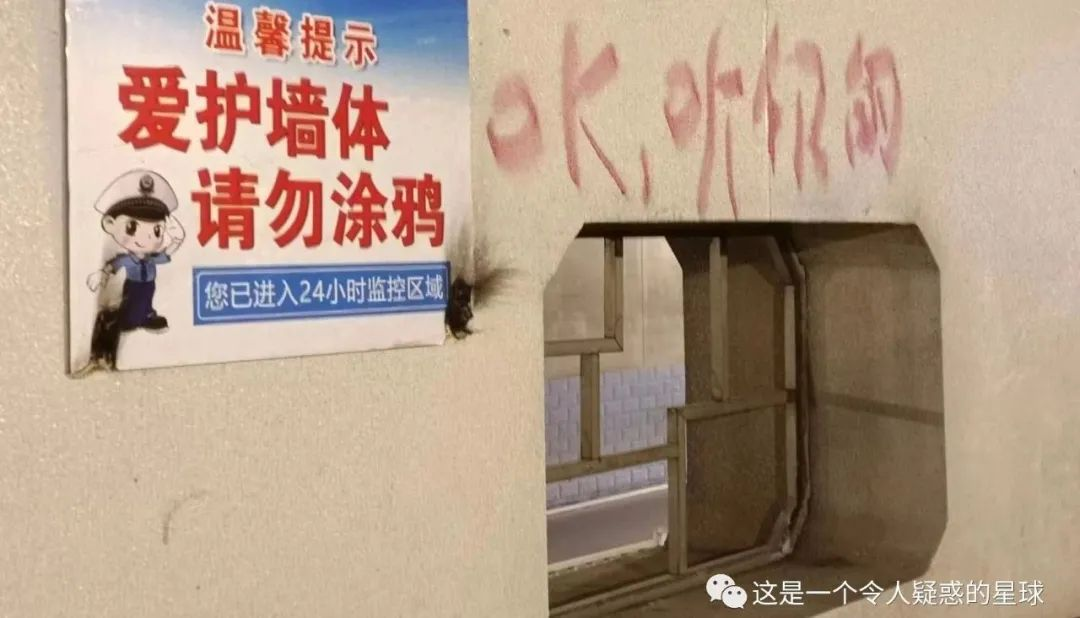 温馨提示
爱护墙体
请勿涂鸦
您已进入24小时监控区域
OK,听你的
这是一个令人疑惑的星球